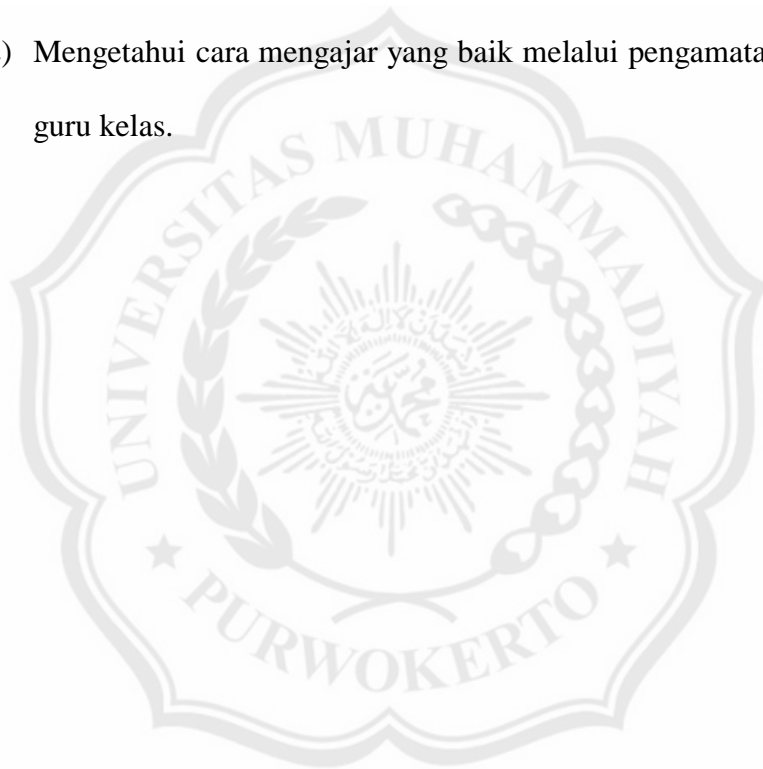 ) Mengetahui cara mengajar yang baik melalui pengamata
guru kelas.
UNIVERSITAS MUHAMMADIYAH
PURWOKERTO